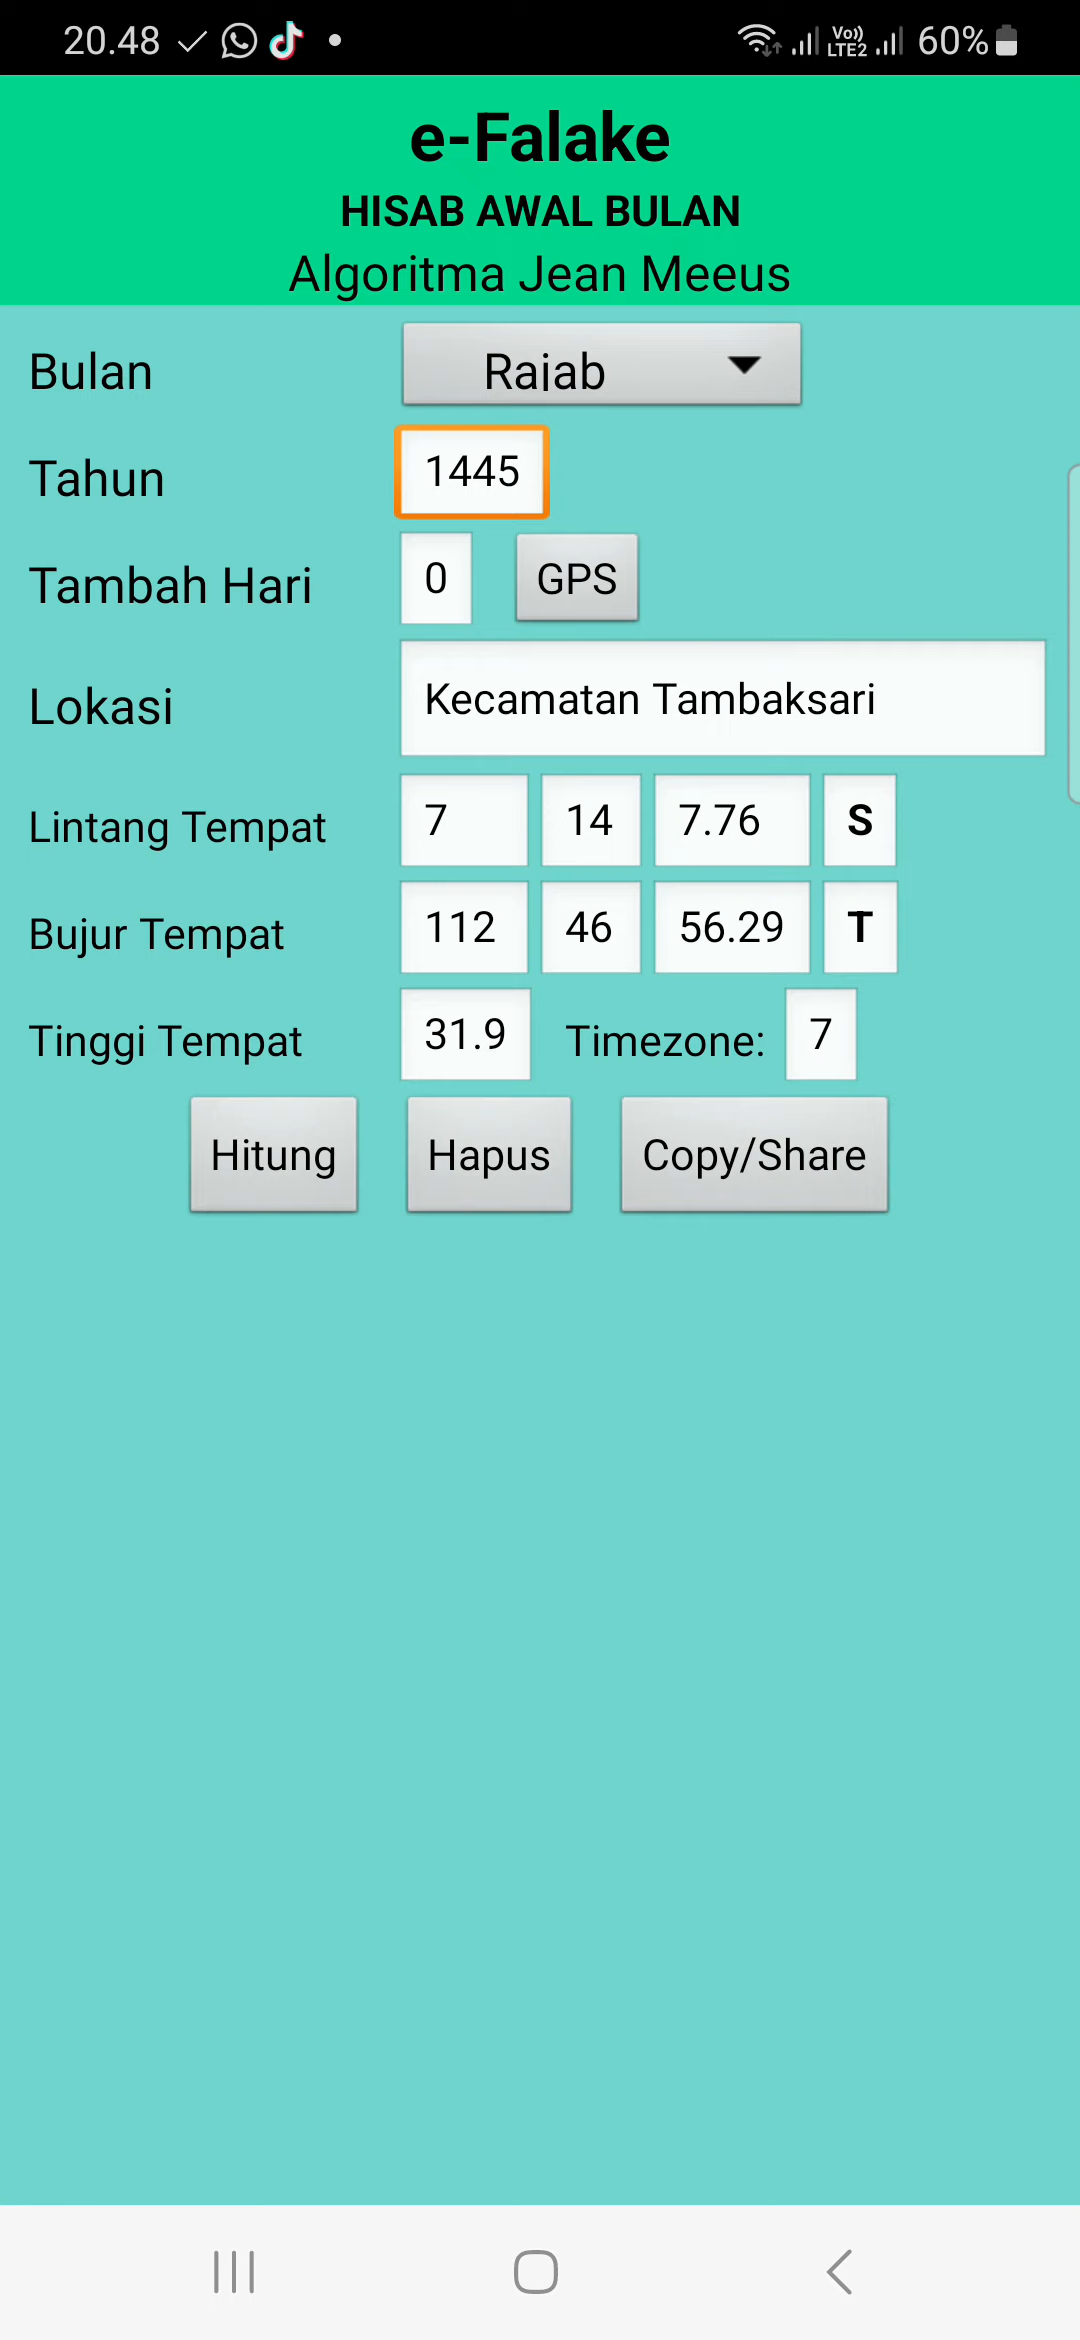 20.48 Vo)) LTE2 60%
e-Falake
HISAB AWAL BULAN
Algoritma Jean Meeus
Bulan Rajab
Tahun 1445
Tambah Hari 0 GPS
Lokasi Kecamatan Tambaksari
Lintang Tempat 7 14 7.76 S
Bujur Tempat 112 46 56.29 T
Tinggi Tempat 31.9 Timezone: 7
Hitung Hapus Copy/Share